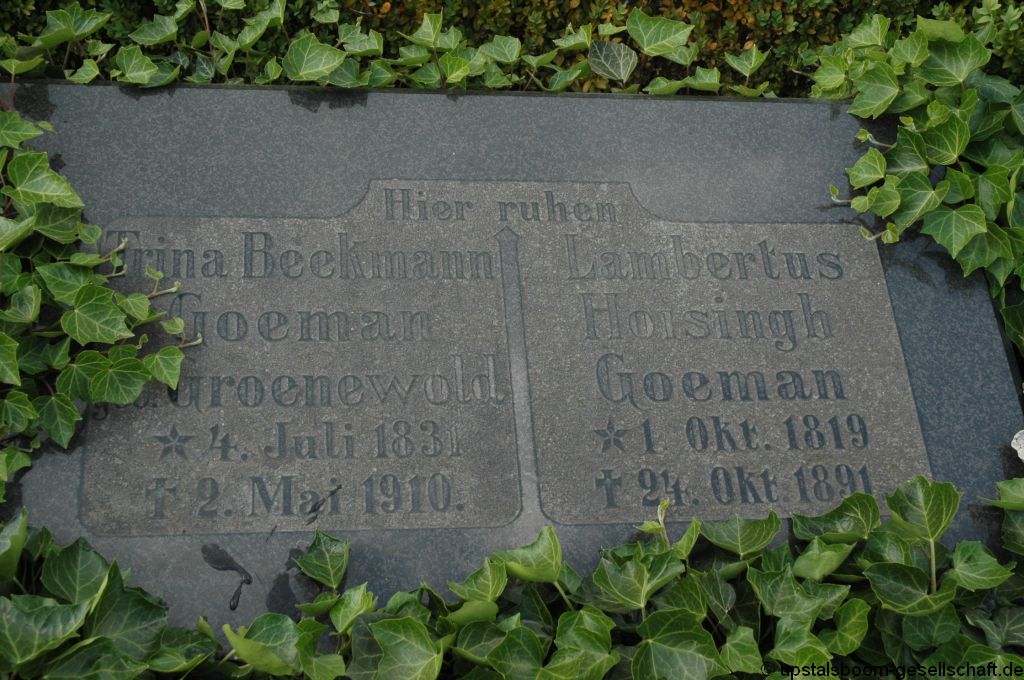 Hier ruhen
Trina Beekmann
Goeman
Groenewold
* 4. Juli 1831
✝ 2. Mai 1910.
Lambertus
Hoisingh
Goeman
* 1. Okt. 1819
✝ 24. Okt. 1891
© upstalsboom-gesellschaft.de